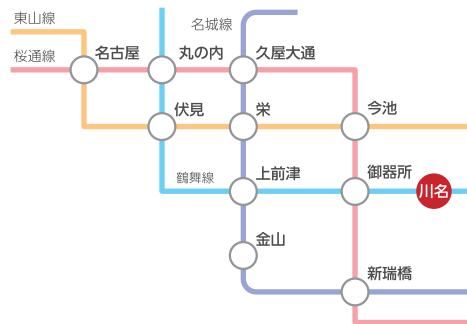 東山線
名城線
桜通線
名古屋
丸の内
久屋大通
伏見
栄
今池
鶴舞線
上前津
御器所
川名
金山
新瑞橋